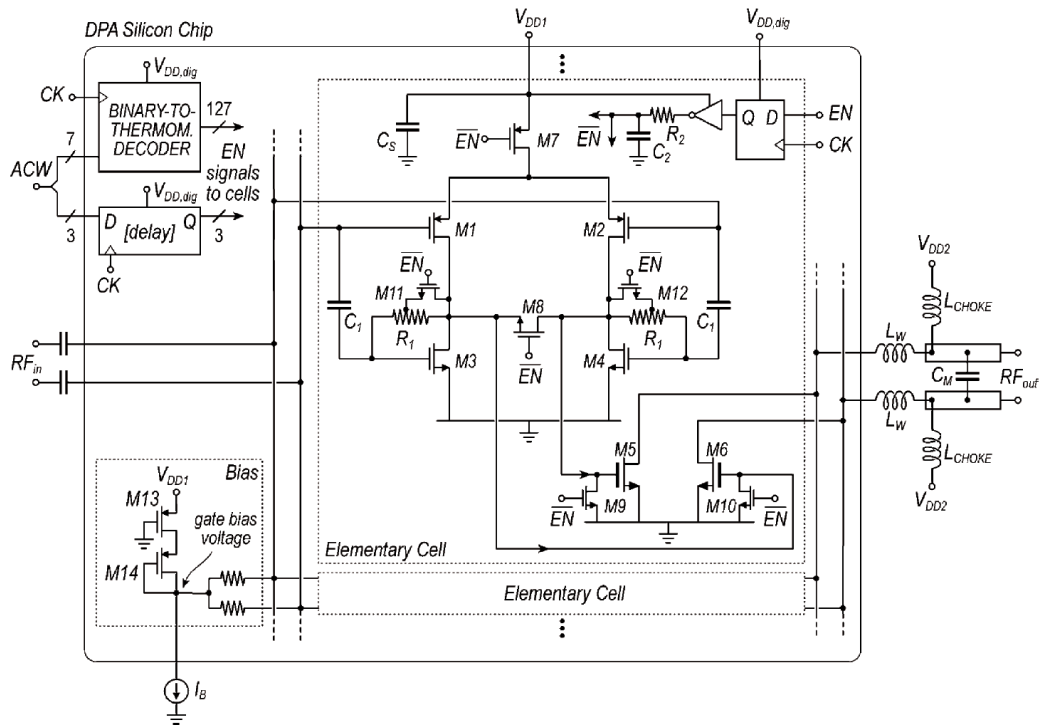 DPA Silicon Chip
V_DD1
V_DD,dig
V_DD,dig
CK
BINARY-TO-
THERMOM.
DECODER
127
EN
signals
to cells
7
ACW
V_DD,dig
3
D
Q
[delay]
3
CK
C_S
EN
M7
EN
R_2
C_2
Q
D
EN
CK
M1
M2
EN
EN
M11
M12
M8
C_1
R_1
R_1
C_1
M3
EN
M4
RF_in
V_DD2
L_CHOKE
L_W
C_M
RF_out
L_W
L_CHOKE
V_DD2
M5
M6
M9
M10
EN
EN
Elementary Cell
Elementary Cell
V_DD1
Bias
M13
gate bias
voltage
M14
I_B